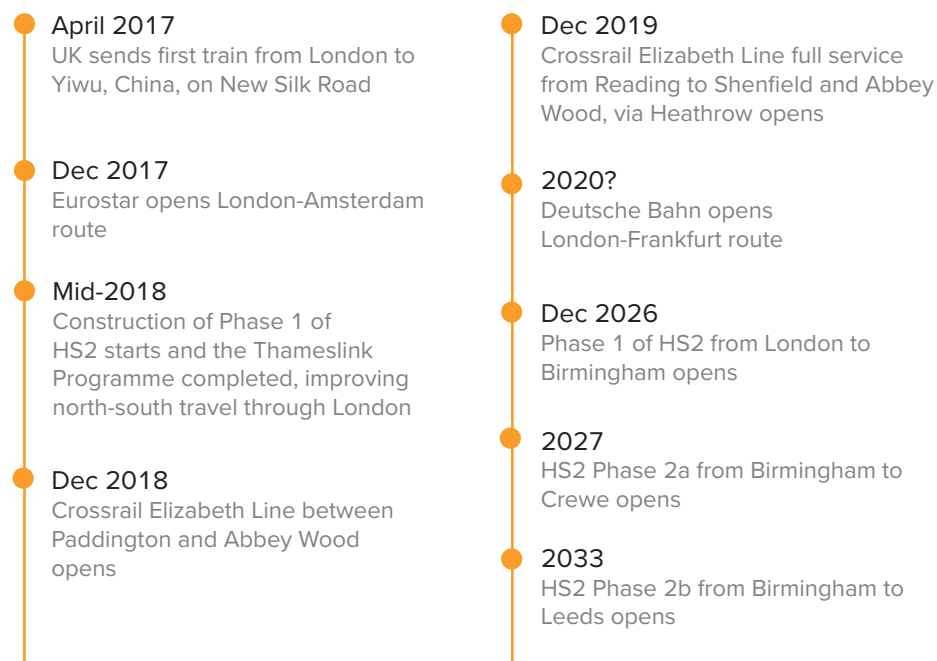 April 2017
UK sends first train from London to
Yiwu, China, on New Silk Road
Dec 2017
Eurostar opens London-Amsterdam
route
Mid-2018
Construction of Phase 1 of
HS2 starts and the Thameslink
Programme completed, improving
north-south travel through London
Dec 2018
Crossrail Elizabeth Line between
Paddington and Abbey Wood
opens
Dec 2019
Crossrail Elizabeth Line full service
from Reading to Shenfield and Abbey
Wood, via Heathrow opens
2020?
Deutsche Bahn opens
London-Frankfurt route
Dec 2026
Phase 1 of HS2 from London to
Birmingham opens
2027
HS2 Phase 2a from Birmingham to
Crewe opens
2033
HS2 Phase 2b from Birmingham to
Leeds opens